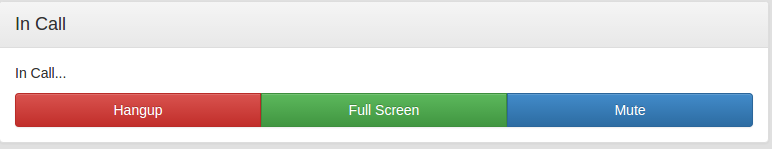 In Call
In Call...
Hangup Full Screen Mute